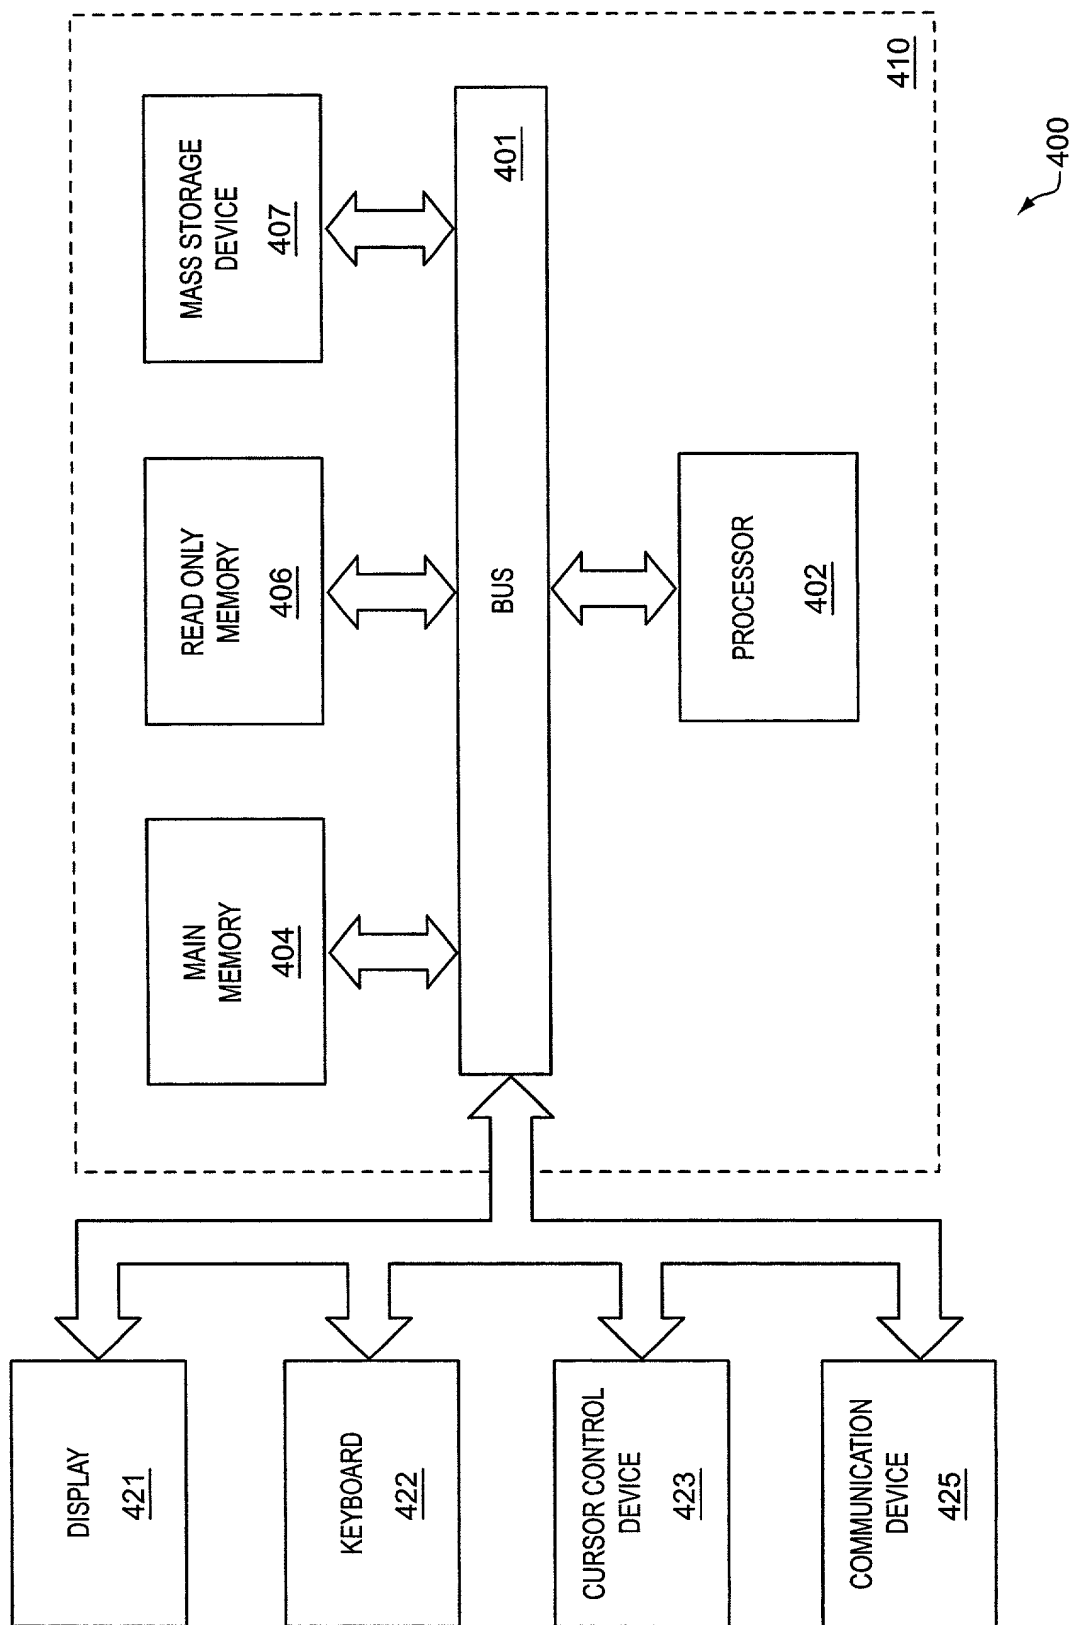 DISPLAY
421
KEYBOARD
422
CURSOR CONTROL
DEVICE
423
COMMUNICATION
DEVICE
425
MAIN
MEMORY
404
READ ONLY
MEMORY
406
MASS STORAGE
DEVICE
407
BUS
401
PROCESSOR
402
410
400